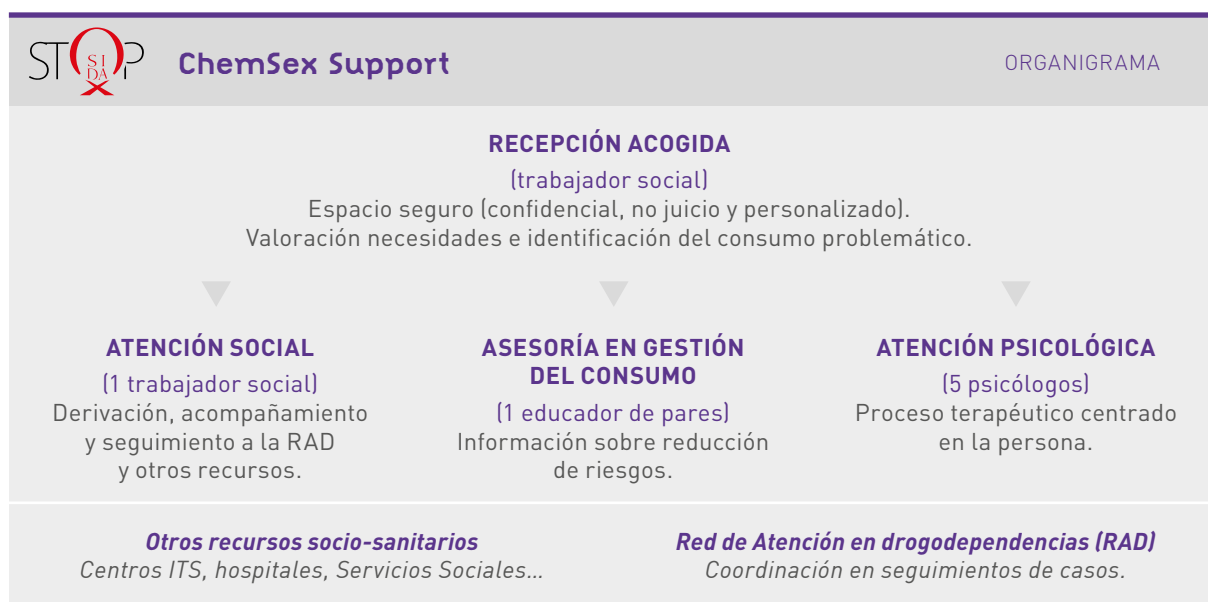 STOP
SIDA
ChemSex Support
ORGANIGRAMA
RECEPCIÓN ACOGIDA
(trabajador social)
Espacio seguro (confidencial, no juicio y personalizado).
Valoración necesidades e identificación del consumo problemático.
ATENCIÓN SOCIAL
(1 trabajador social)
Derivación, acompañamiento
y seguimiento a la RAD
y otros recursos.
ASESORÍA EN GESTIÓN
DEL CONSUMO
(1 educador de pares)
Información sobre reducción
de riesgos.
ATENCIÓN PSICOLÓGICA
(5 psicólogos)
Proceso terapéutico centrado
en la persona.
Otros recursos socio-sanitarios
Centros ITS, hospitales, Servicios Sociales...
Red de Atención en drogodependencias (RAD)
Coordinación en seguimientos de casos.